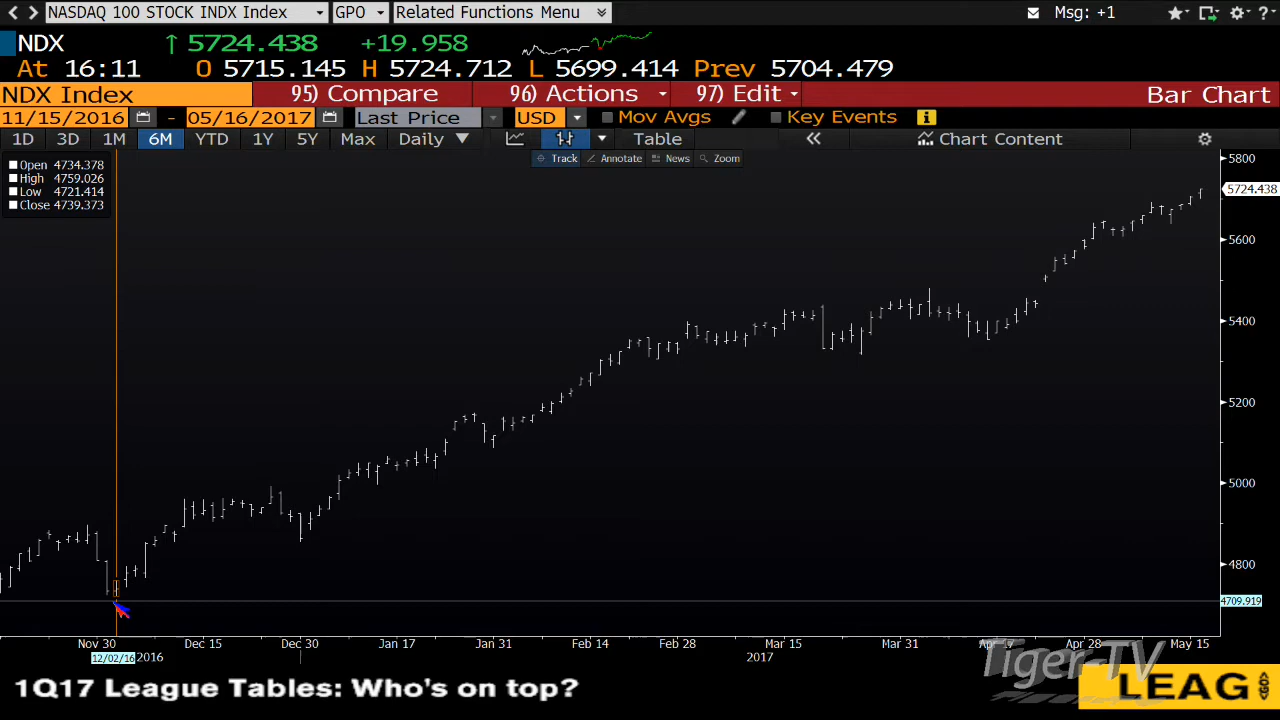 NASDAQ 100 STOCK INDX Index GPO Related Functions Menu Msg: +1 ?
NDX ↑ 5724.438 +19.958
At 16:11 O 5715.145 H 5724.712 L 5699.414 Prev 5704.479
NDX Index 95) Compare 96) Actions 97) Edit Bar Chart
11/15/2016 - 05/16/2017 Last Price USD Mov Avgs Key Events i
1D 3D 1M 6M YTD 1Y 5Y Max Daily ▼ Table « Chart Content
Track Annotate News Zoom
Open 4734.378
High 4759.026
Low 4721.414
Close 4739.373
5800
5724.438
5600
5400
5200
5000
4800
4709.919
Nov 30 Dec 15 Dec 30 Jan 17 Jan 31 Feb 14 Feb 28 Mar 15 Mar 31 Apr 17 Apr 28 May 15
12/02/16 2016 2017
Tiger-TV
1Q17 League Tables: Who's on top? LEAG